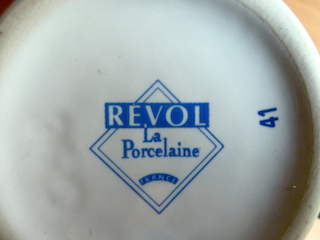 REVOL
La
Porcelaine
FRANCE
41